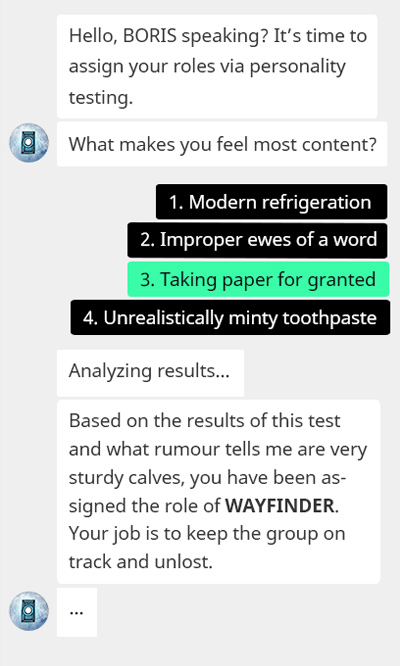 Hello, BORIS speaking? It's time to
assign your roles via personality
testing.
What makes you feel most content?
1. Modern refrigeration
2. Improper ewes of a word
3. Taking paper for granted
4. Unrealistically minty toothpaste
Analyzing results...
Based on the results of this test
and what rumour tells me are very
sturdy calves, you have been as-
signed the role of WAYFINDER.
Your job is to keep the group on
track and unlost.
...